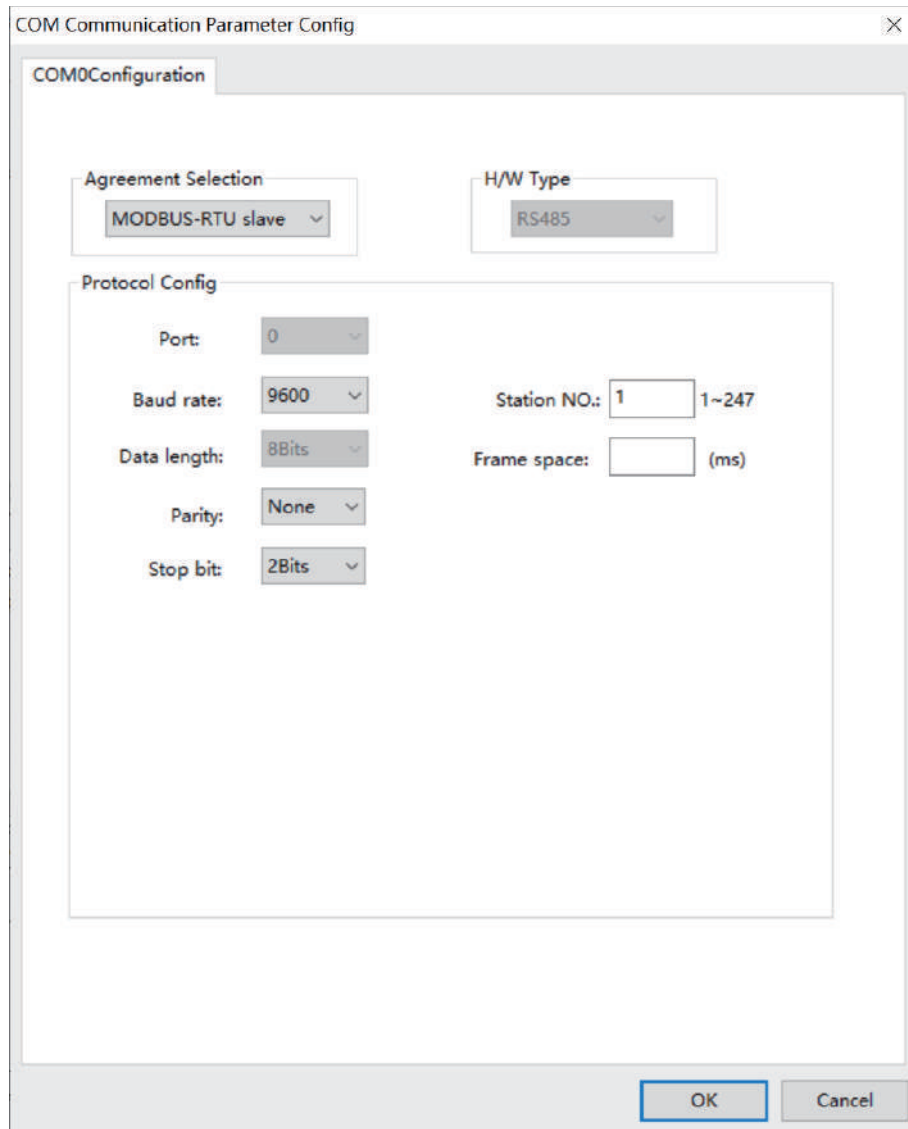 COM Communication Parameter Config
COM0Configuration
Agreement Selection
H/W Type
MODBUS-RTU slave
RS485
Protocol Config
Port: 0
Baud rate: 9600
Station NO.: 1 1~247
Data length: 8Bits
Frame space: (ms)
Parity: None
Stop bit: 2Bits
OK
Cancel